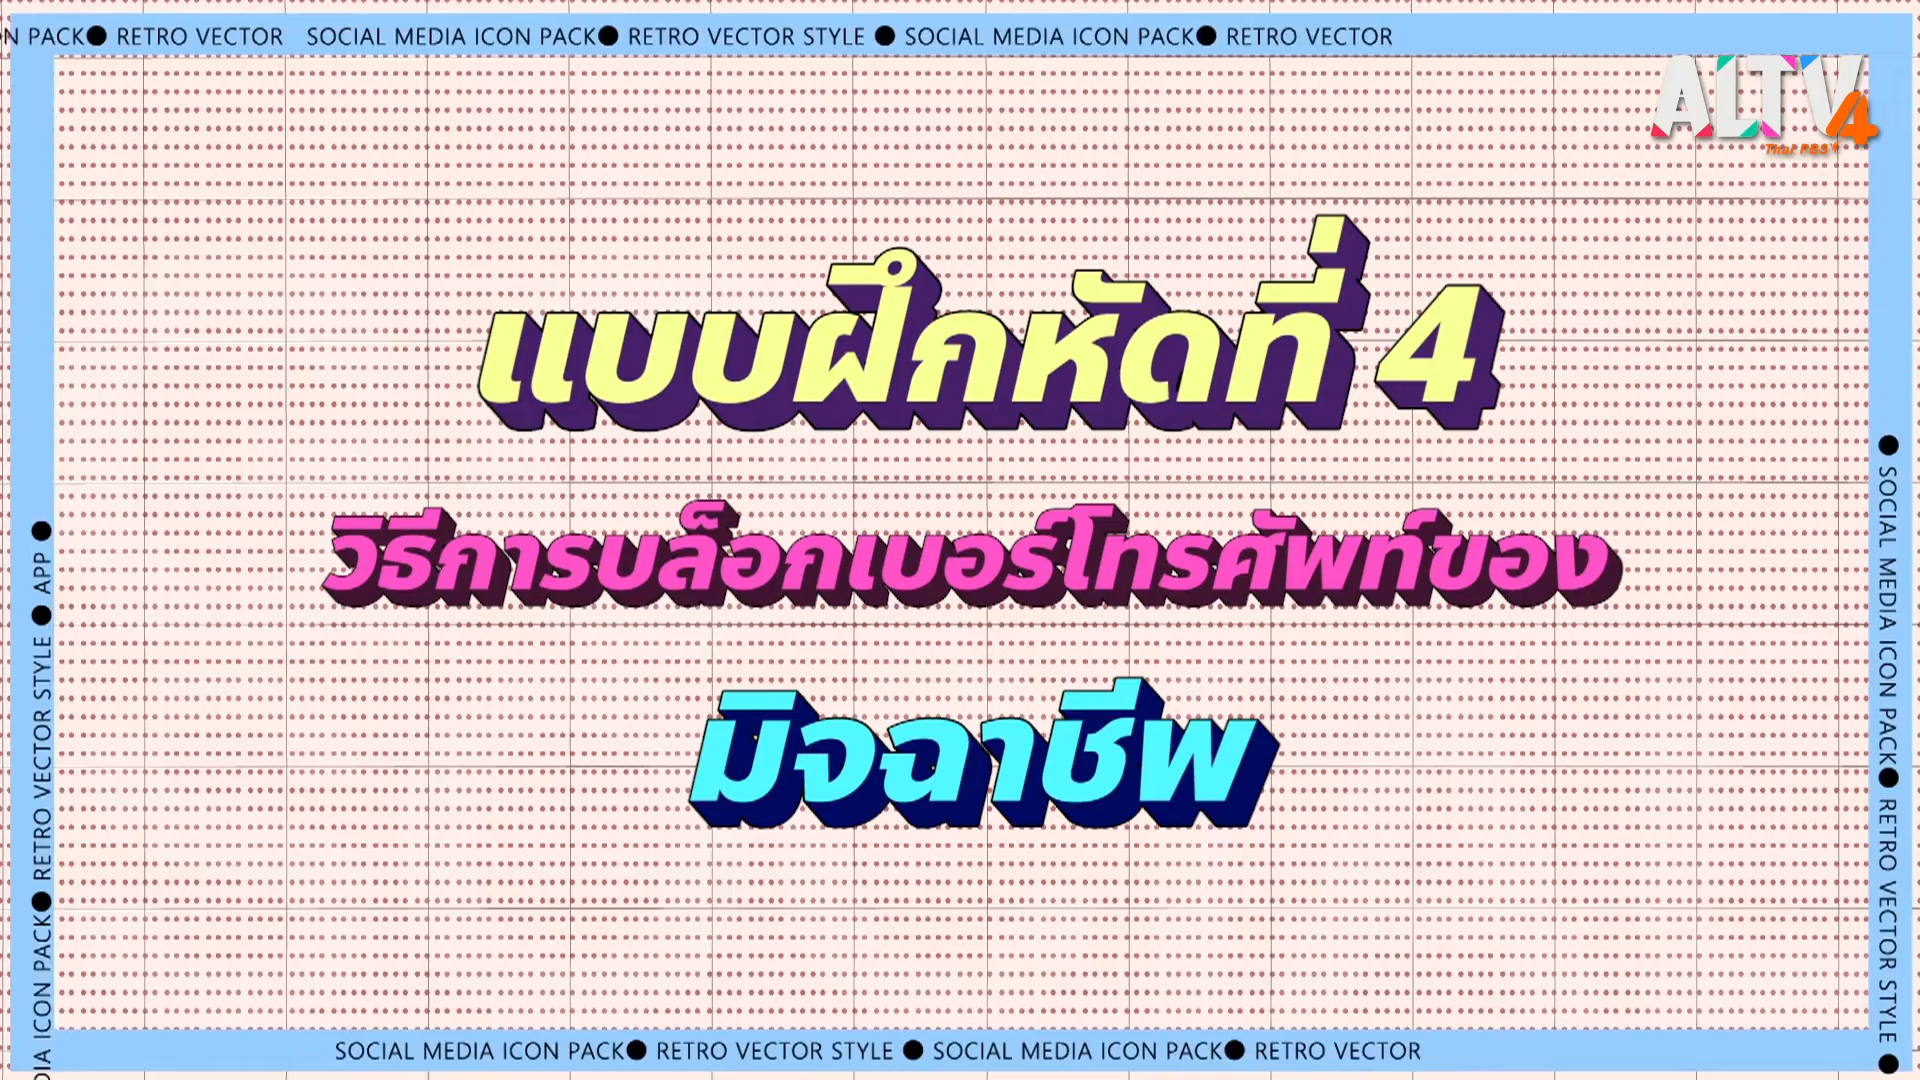 N PACK● RETRO VECTOR SOCIAL MEDIA ICON PACK● RETRO VECTOR STYLE ● SOCIAL MEDIA ICON PACK● RETRO VECTOR
ALTV4
Thai PBS
แบบฝึกหัดที่ 4
วิธีการบล็อกเบอร์โทรศัพท์ของ
มิจฉาชีพ
DIA ICON PACK● RETRO VECTOR STYLE ● APP ●
● SOCIAL MEDIA ICON PACK● RETRO VECTOR STYLE ●
SOCIAL MEDIA ICON PACK● RETRO VECTOR STYLE ● SOCIAL MEDIA ICON PACK● RETRO VECTOR